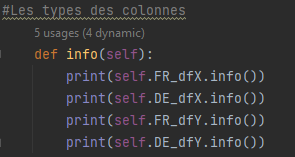 #Les types des colonnes
5 usages (4 dynamic)
def info(self):
print(self.FR_dfX.info())
print(self.DE_dfX.info())
print(self.FR_dfY.info())
print(self.DE_dfY.info())